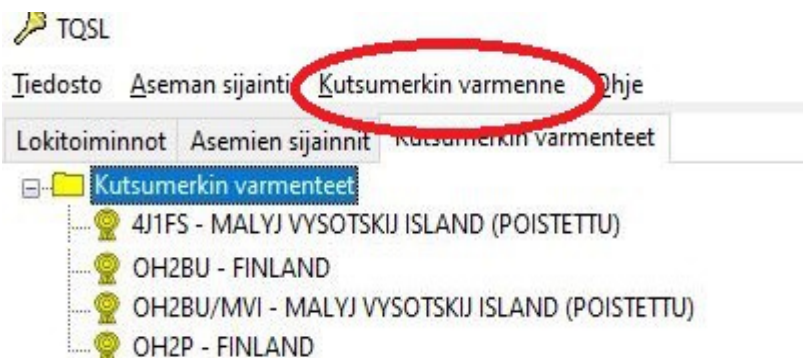 TQSL
Tiedosto Aseman sijainti Kutsumerkin varmenne Ohje
Lokitoiminnot Asemien sijainnit Kutsumerkin varmenteet
Kutsumerkin varmenteet
4J1FS - MALYJ VYSOTSKIJ ISLAND (POISTETTU)
OH2BU - FINLAND
OH2BU/MVI - MALYJ VYSOTSKIJ ISLAND (POISTETTU)
OH2P - FINLAND